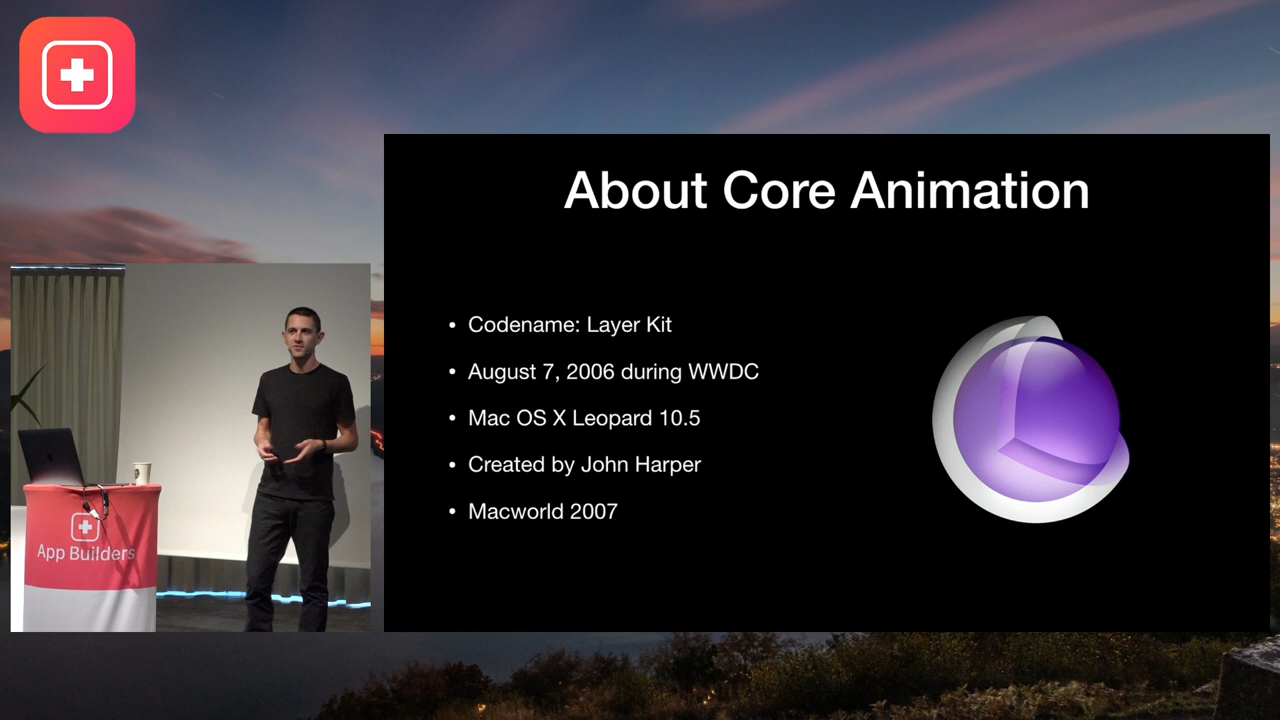 About Core Animation
• Codename: Layer Kit
• August 7, 2006 during WWDC
• Mac OS X Leopard 10.5
• Created by John Harper
• Macworld 2007
App Builders